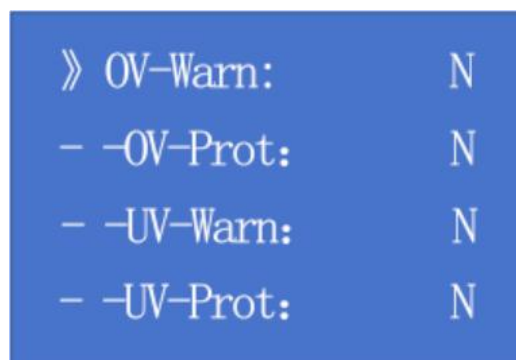 》 OV-Warn: N
- -OV-Prot： N
- -UV-Warn： N
- -UV-Prot： N